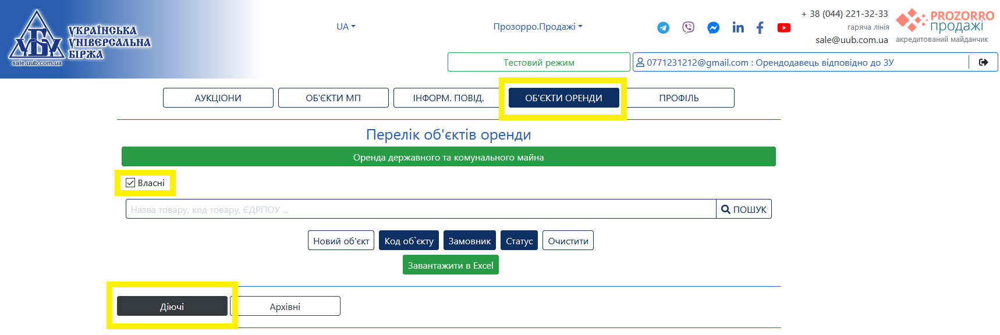 УКРАЇНСЬКА
УНІВЕРСАЛЬНА
БІРЖА
УБУ
sale.uub.com.ua
UA
Прозорро.Продажі
+ 38 (044) 221-32-33
гаряча лінія
sale@uub.com.ua
PROZORRO
продажі
акредитований майданчик
Тестовий режим
0771231212@gmail.com : Орендодавець відповідно до ЗУ
АУКЦІОНИ
ОБ'ЄКТИ МП
ІНФОРМ. ПОВІД.
ОБ'ЄКТИ ОРЕНДИ
ПРОФІЛЬ
Перелік об'єктів оренди
Оренда державного та комунального майна
Власні
Назва товару, код товару, ЄДРПОУ ...
ПОШУК
Новий об'єкт
Код об`єкту
Замовник
Статус
Очистити
Завантажити в Excel
Діючі
Архівні